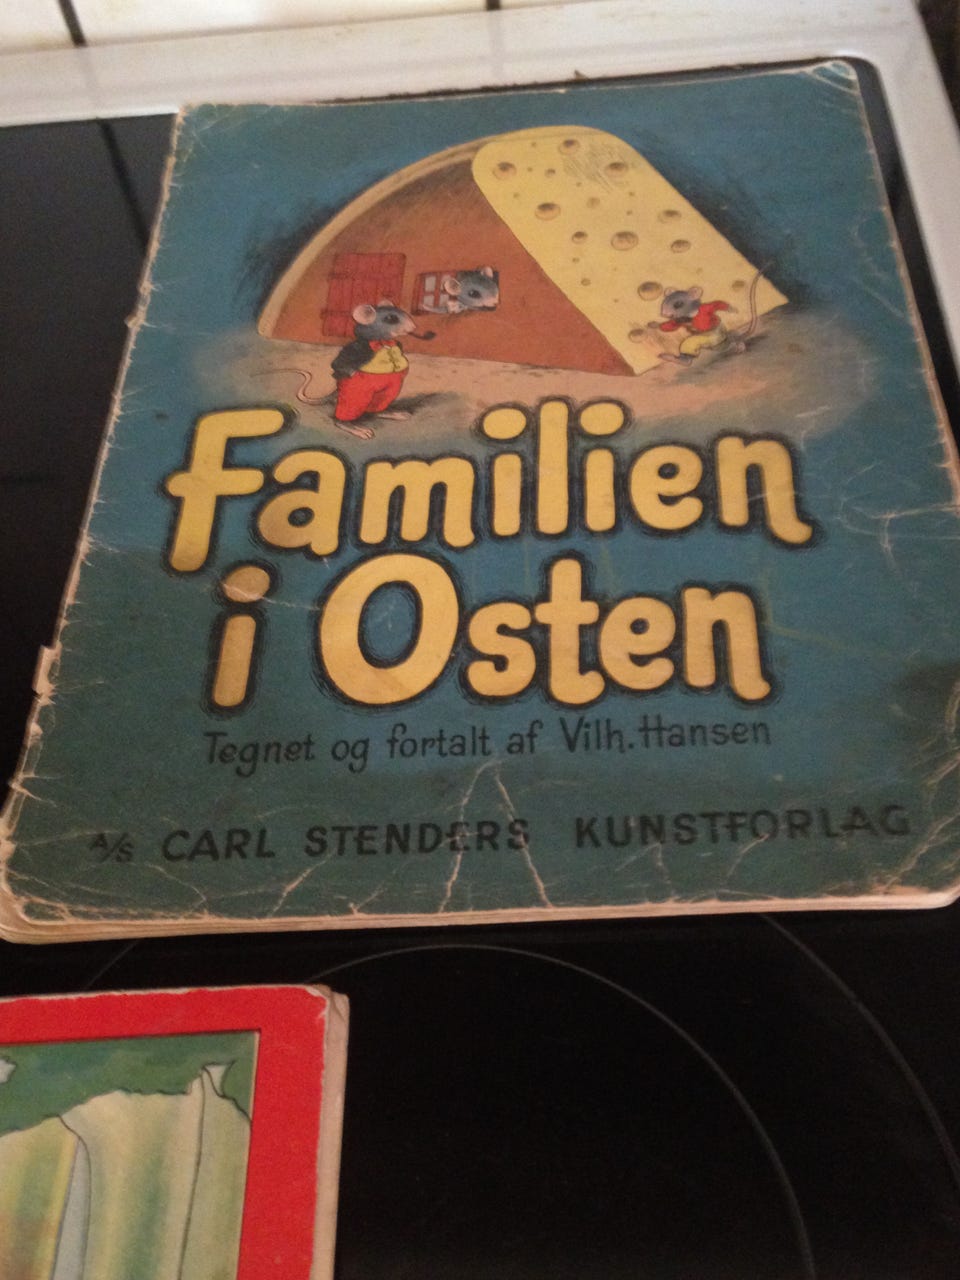 Familien
i Osten
Tegnet og fortalt af Vilh. Hansen
A/S CARL STENDERS KUNSTFORLAG